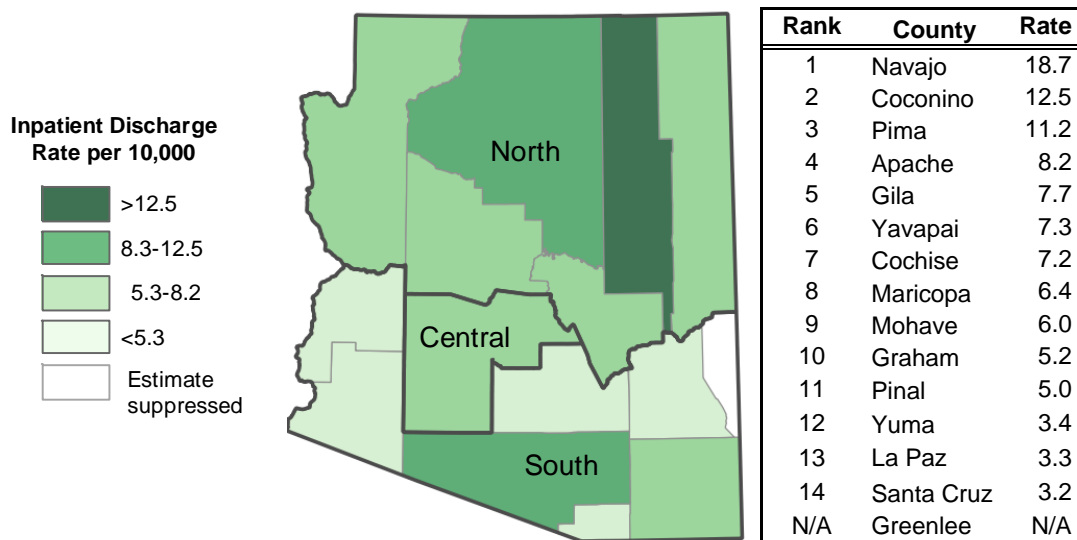 Inpatient Discharge
Rate per 10,000
>12.5
8.3-12.5
5.3-8.2
<5.3
Estimate
suppressed
North
Central
South
Rank County Rate
1 Navajo 18.7
2 Coconino 12.5
3 Pima 11.2
4 Apache 8.2
5 Gila 7.7
6 Yavapai 7.3
7 Cochise 7.2
8 Maricopa 6.4
9 Mohave 6.0
10 Graham 5.2
11 Pinal 5.0
12 Yuma 3.4
13 La Paz 3.3
14 Santa Cruz 3.2
N/A Greenlee N/A